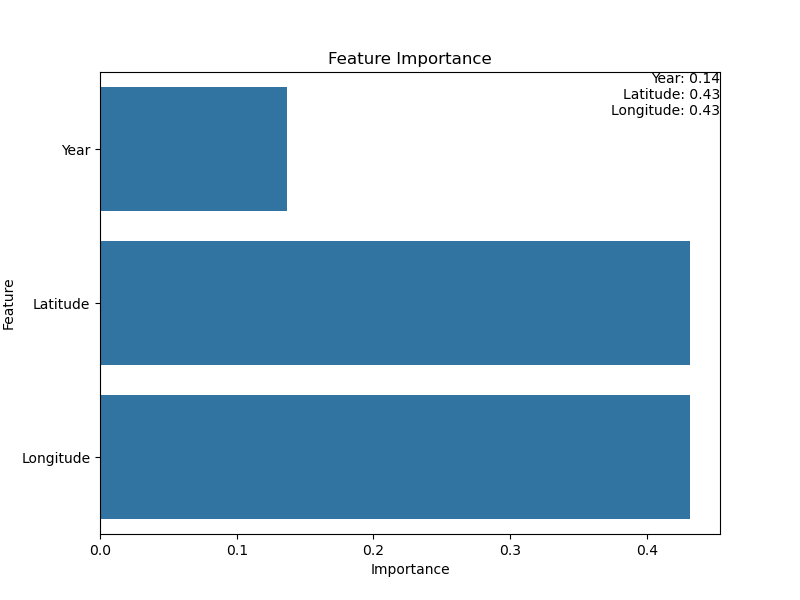 Feature Importance
Year: 0.14
Latitude: 0.43
Longitude: 0.43
Year
Latitude
Longitude
Feature
0.0 0.1 0.2 0.3 0.4
Importance